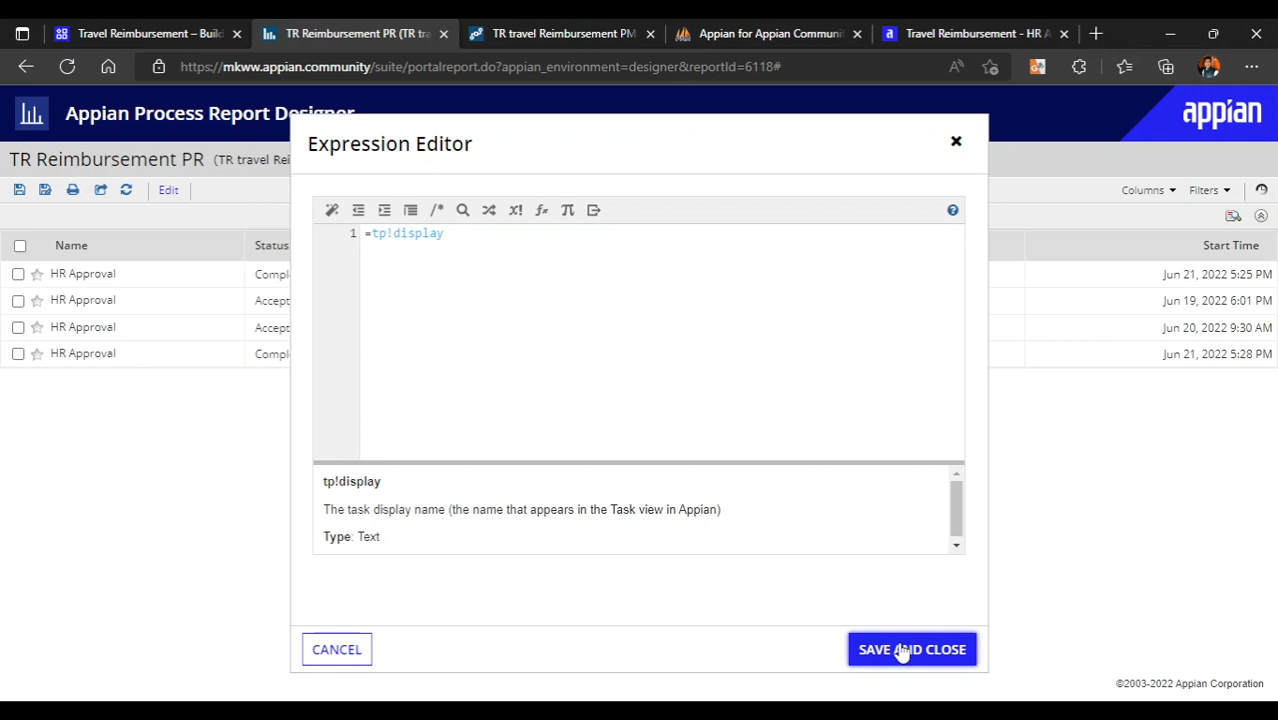 Travel Reimbursement – Build
TR Reimbursement PR (TR tra
TR travel Reimbursement PM
Appian for Appian Communi
Travel Reimbursement - HR A
https://mkww.appian.community/suite/portalreport.do?appian_environment=designer&reportId=6118#
Appian Process Report Designer
appian
TR Reimbursement PR (TR travel Rei
Edit
Columns
Filters
Expression Editor
1 =tp!display
tp!display
The task display name (the name that appears in the Task view in Appian)
Type: Text
CANCEL
SAVE AND CLOSE
Name Status Start Time
HR Approval Comple Jun 21, 2022 5:25 PM
HR Approval Accept Jun 19, 2022 6:01 PM
HR Approval Accept Jun 20, 2022 9:30 AM
HR Approval Comple Jun 21, 2022 5:28 PM
©2003-2022 Appian Corporation